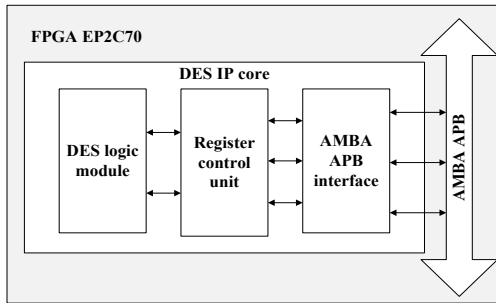 FPGA EP2C70
DES IP core
DES logic
module
Register
control
unit
AMBA
APB
interface
AMBA APB